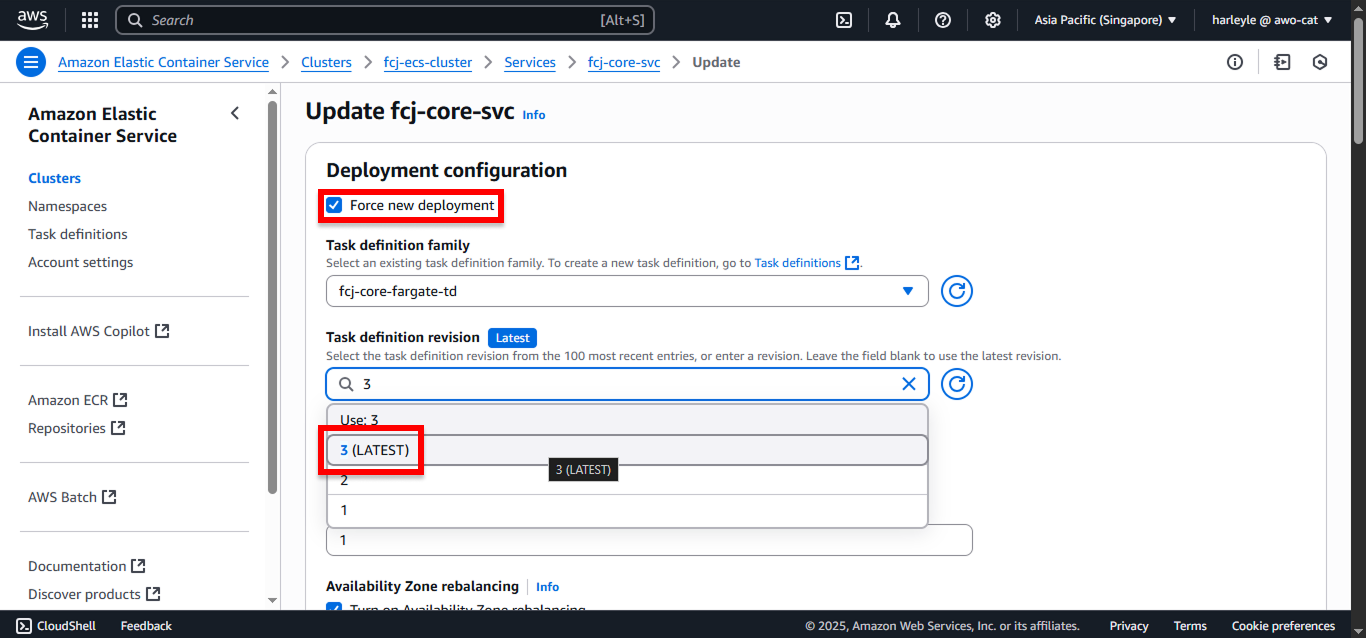 aws
Search
[Alt+S]
Asia Pacific (Singapore)
harleyle @ awo-cat
Amazon Elastic Container Service
Clusters
fcj-ecs-cluster
Services
fcj-core-svc
Update
Amazon Elastic
Container Service
Clusters
Namespaces
Task definitions
Account settings
Install AWS Copilot
Amazon ECR
Repositories
AWS Batch
Documentation
Discover products
Update fcj-core-svc Info
Deployment configuration
Force new deployment
Task definition family
Select an existing task definition family. To create a new task definition, go to Task definitions.
fcj-core-fargate-td
Task definition revision Latest
Select the task definition revision from the 100 most recent entries, or enter a revision. Leave the field blank to use the latest revision.
3
Use: 3
3 (LATEST)
3 (LATEST)
2
1
1
Availability Zone rebalancing Info
Turn on Availability Zone rebalancing
CloudShell
Feedback
© 2025, Amazon Web Services, Inc. or its affiliates.
Privacy
Terms
Cookie preferences